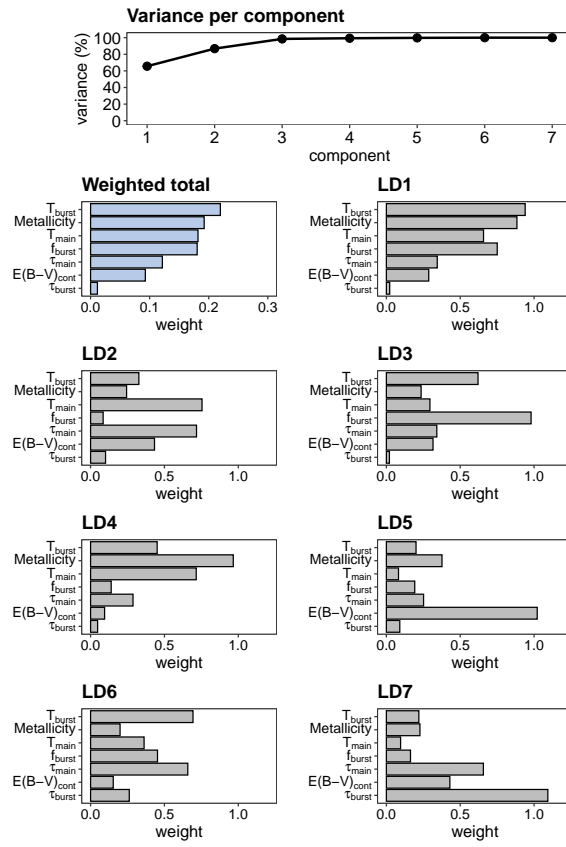 Variance per component
variance (%)
100
80
60
40
20
0
1 2 3 4 5 6 7
component
Weighted total
T_burst
Metallicity
T_main
f_burst
τ_main
E(B−V)_cont
τ_burst
0.0 0.1 0.2 0.3
weight
LD1
0.0 0.5 1.0
weight
LD2
T_burst
Metallicity
T_main
f_burst
τ_main
E(B−V)_cont
τ_burst
0.0 0.5 1.0
weight
LD3
T_burst
Metallicity
T_main
f_burst
τ_main
E(B−V)_cont
τ_burst
0.0 0.5 1.0
weight
LD4
T_burst
Metallicity
T_main
f_burst
τ_main
E(B−V)_cont
τ_burst
0.0 0.5 1.0
weight
LD5
T_burst
Metallicity
T_main
f_burst
τ_main
E(B−V)_cont
τ_burst
0.0 0.5 1.0
weight
LD6
T_burst
Metallicity
T_main
f_burst
τ_main
E(B−V)_cont
τ_burst
0.0 0.5 1.0
weight
LD7
T_burst
Metallicity
T_main
f_burst
τ_main
E(B−V)_cont
τ_burst
0.0 0.5 1.0
weight